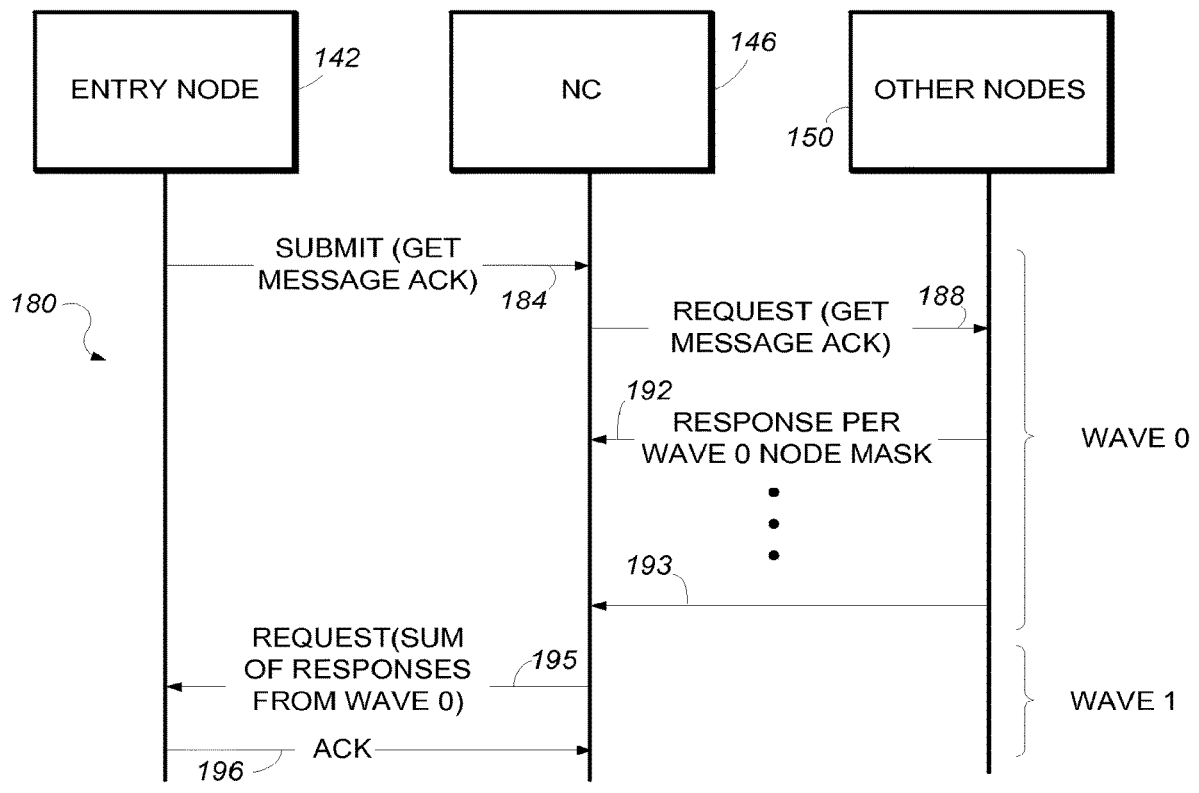 142
146
ENTRY NODE
NC
OTHER NODES
150
SUBMIT (GET
MESSAGE ACK)
184
180
REQUEST (GET
MESSAGE ACK)
188
192
RESPONSE PER
WAVE 0 NODE MASK
WAVE 0
193
REQUEST(SUM
OF RESPONSES
FROM WAVE 0)
195
WAVE 1
ACK
196